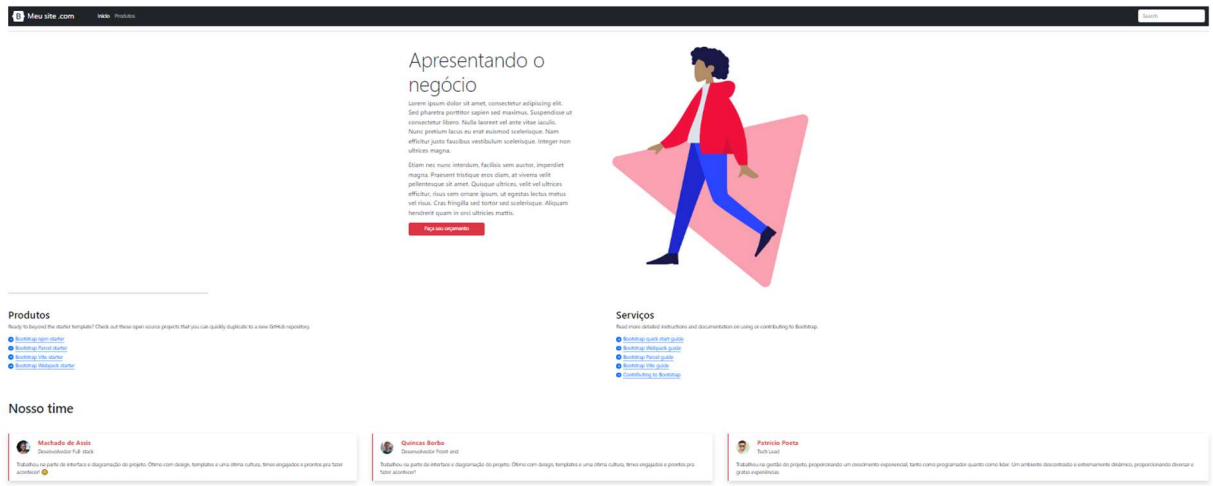 B Meu site .com Início Produtos Search
Apresentando o
negócio
Lorem ipsum dolor sit amet, consectetur adipiscing elit.
Sed pharetra porttitor sapien sed maximus. Suspendisse ut
consectetur libero. Nulla laoreet vel ante vitae iaculis.
Nunc pretium lacus eu erat euismod scelerisque. Nam
efficitur justo faucibus vestibulum scelerisque. Integer non
ultrices magna.
Etiam nec nunc interdum, facilisis sem auctor, imperdiet
magna. Praesent tristique eros diam, at viverra velit
pellentesque sit amet. Quisque ultrices, velit vel ultrices
efficitur, risus sem ornare ipsum, ut egestas lectus metus
vel risus. Cras fringilla sed tortor sed scelerisque. Aliquam
hendrerit quam in orci ultricies mattis.
Faça seu orçamento
Produtos
Ready to beyond the starter template? Check out these open source projects that you can quickly duplicate to a new GitHub repository.
Bootstrap npm starter
Bootstrap Parcel starter
Bootstrap Vite starter
Bootstrap Webpack starter
Serviços
Read more detailed instructions and documentation on using or contributing to Bootstrap.
Bootstrap quick start guide
Bootstrap Webpack guide
Bootstrap Parcel guide
Bootstrap Vite guide
Contributing to Bootstrap
Nosso time
Machado de Assis
Desenvolvedor Full stack
Trabalhou na parte de interface e diagramação do projeto. Ótimo com design, templates e uma ótima cultura, times engajados e prontos pra fazer
acontecer! 😄
Quincas Borba
Desenvolvedor Front end
Trabalhou na parte de interface e diagramação do projeto. Ótimo com design, templates e uma ótima cultura, times engajados e prontos pra
fazer acontecer!
Patrício Poeta
Tech Lead
Trabalhou na gestão do projeto, proporcionando um crescimento exponencial, tanto como programador quanto como líder. Um ambiente descontraído e extremamente dinâmico, proporcionando diversar e
gratas experiências.